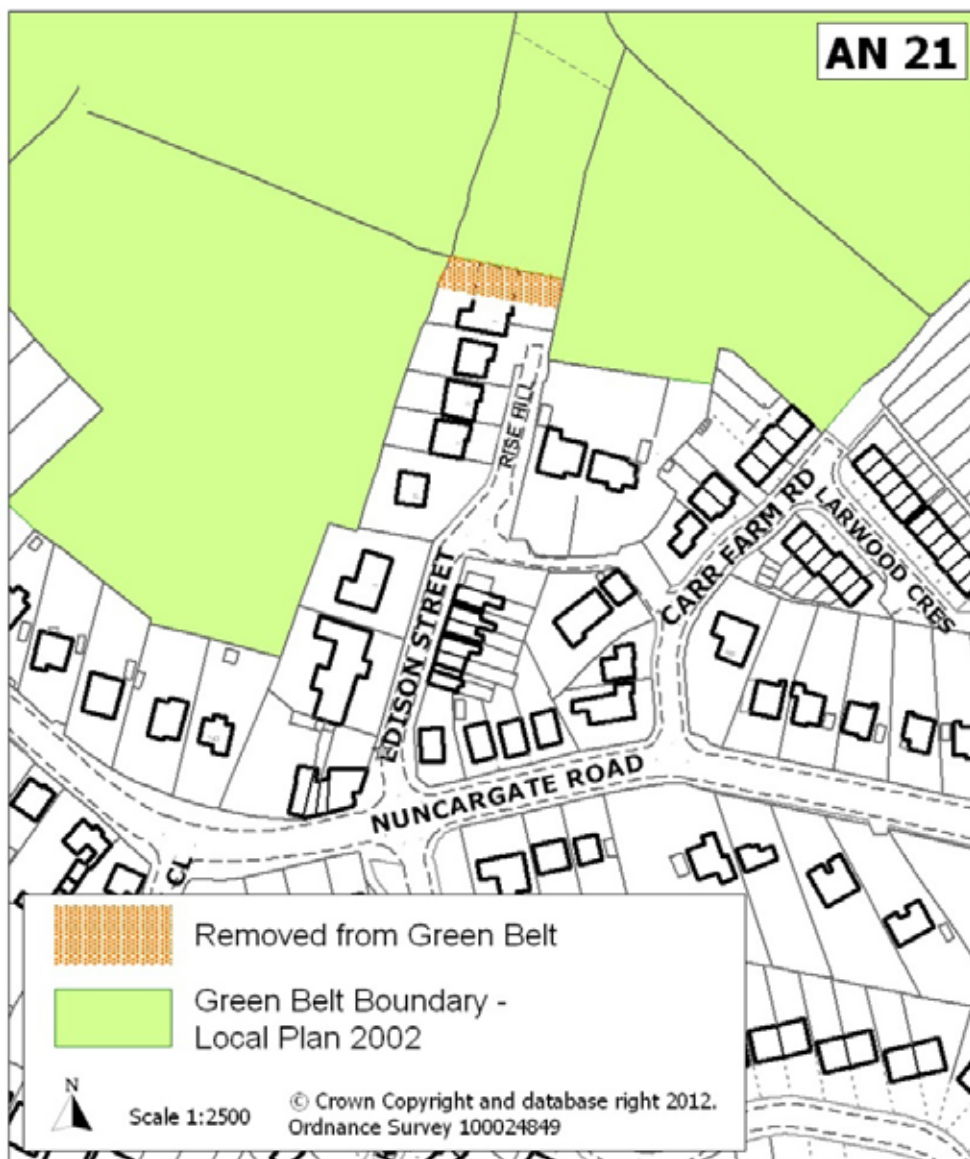 AN 21
RISE HILL
EDISON STREET
CARR FARM RD
LARWOOD CRES
NUNCARGATE ROAD
CL
Removed from Green Belt
Green Belt Boundary -
Local Plan 2002
N
Scale 1:2500
© Crown Copyright and database right 2012.
Ordnance Survey 100024849